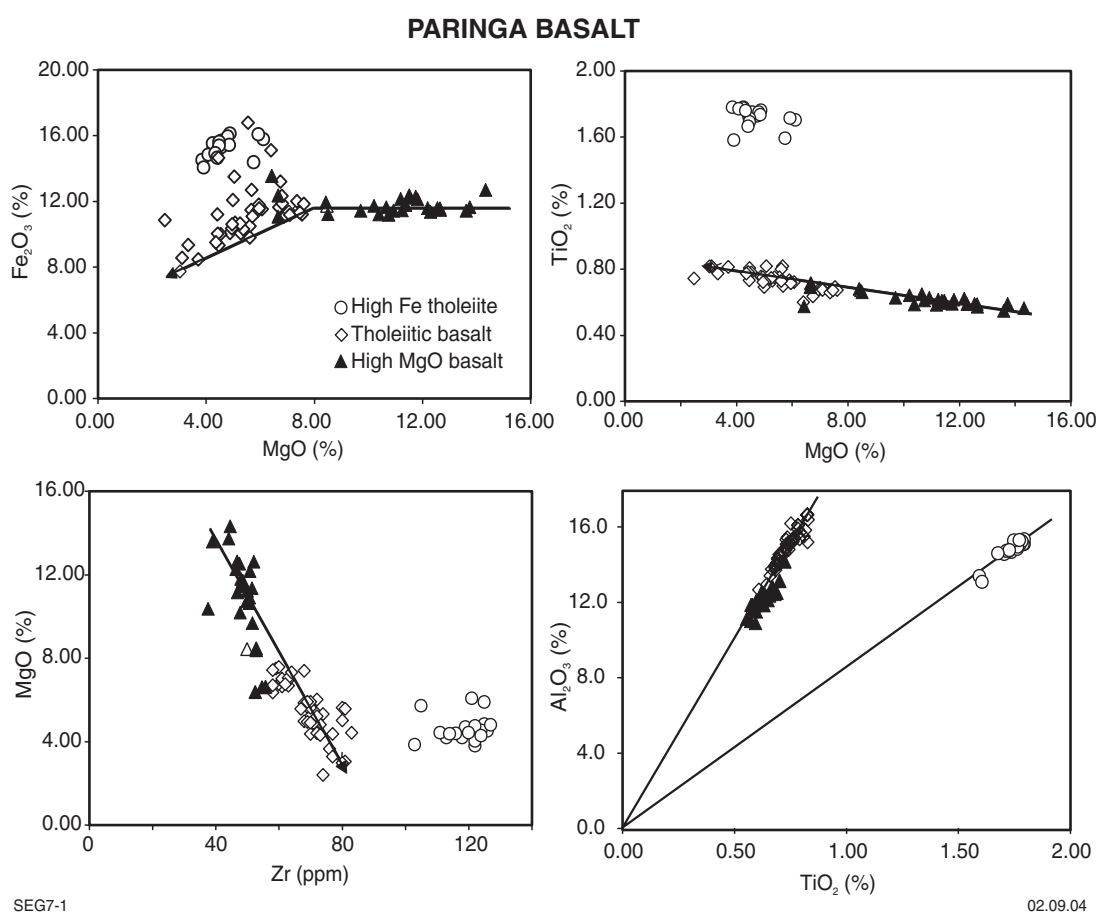 PARINGA BASALT
20.00
16.00
12.00
8.00
4.00
0.00
Fe₂O₃ (%)
0.00 4.00 8.00 12.00 16.00
MgO (%)
High Fe tholeiite
Tholeiitic basalt
High MgO basalt
2.00
1.60
1.20
0.80
0.40
0.00
TiO₂ (%)
0.00 4.00 8.00 12.00 16.00
MgO (%)
16.00
12.00
8.00
4.00
0.00
MgO (%)
0 40 80 120
Zr (ppm)
16.0
12.0
8.0
4.0
0.0
Al₂O₃ (%)
0.00 0.50 1.00 1.50 2.00
TiO₂ (%)
SEG7-1
02.09.04